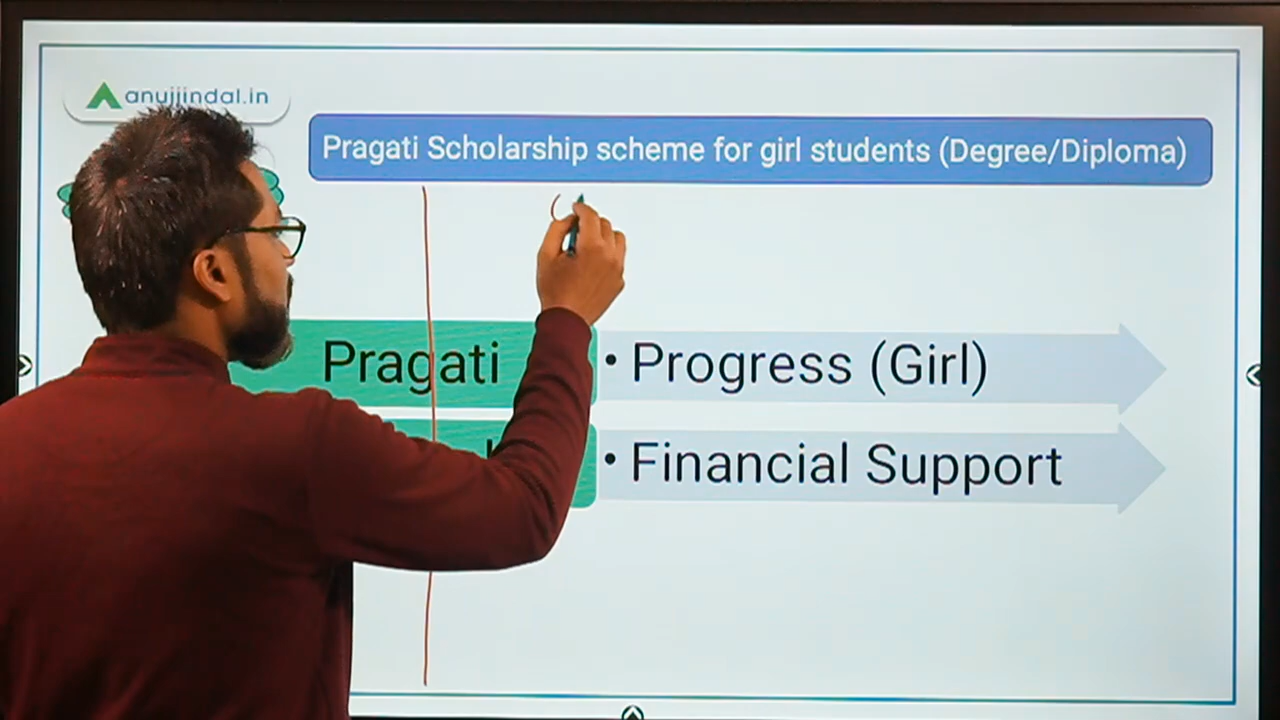 anujjindal.in
Pragati Scholarship scheme for girl students (Degree/Diploma)
Pragati
• Progress (Girl)
• Financial Support